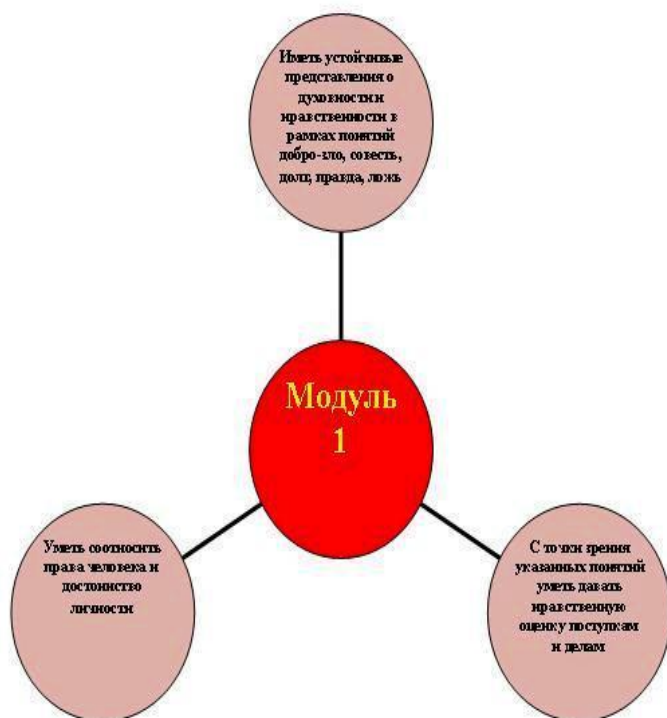 Иметь устойчивые
представления о
духовности и
нравственности в
рамках понятий
добро-зло, совесть,
долг, правда, ложь
Модуль
1
Уметь соотносить
права человека и
достоинство
личности
С точки зрения
указанных понятий
уметь давать
нравственную
оценку поступкам
и делам